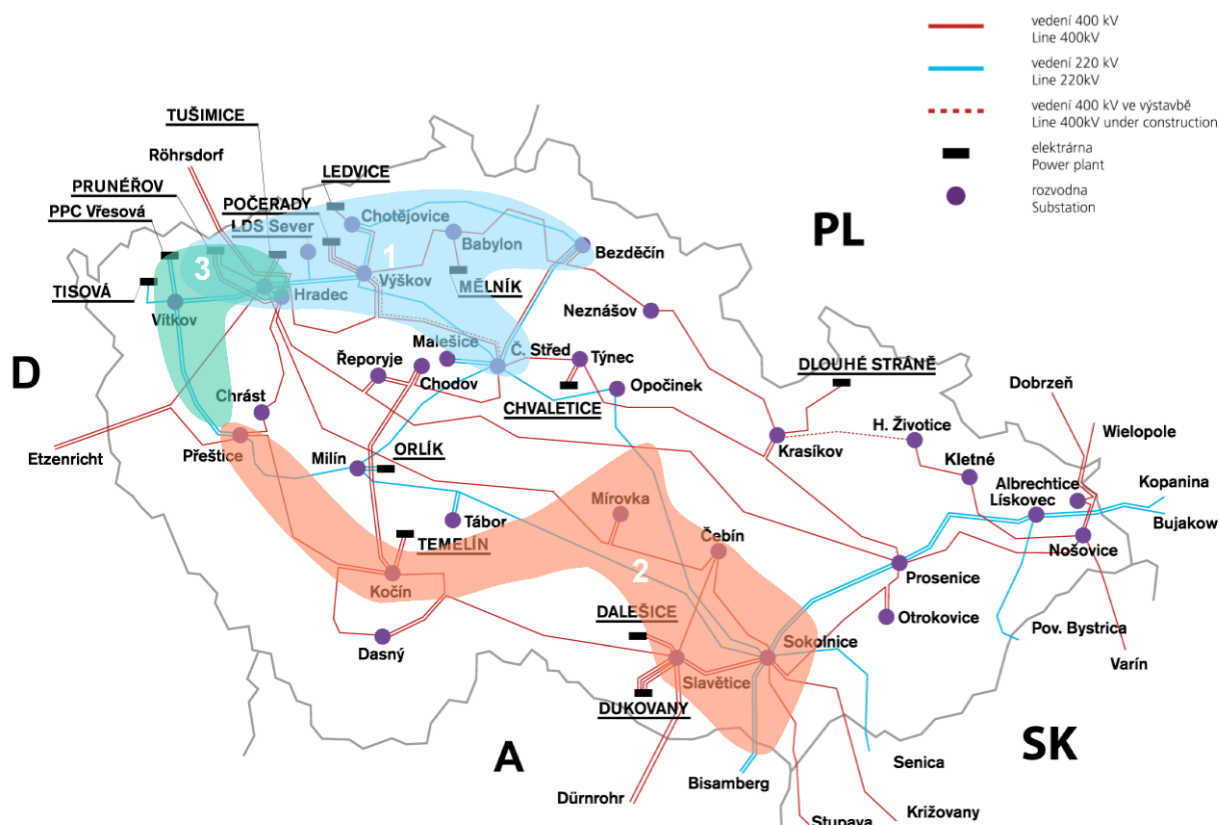 vedení 400 kV
Line 400kV
vedení 220 kV
Line 220kV
vedení 400 kV ve výstavbě
Line 400kV under construction
elektrárna
Power plant
rozvodna
Substation
TUŠIMICE
Röhrsdorf
LEDVICE
PRUNÉŘOV
POČERADY
PPC Vřesová
LDS Sever
Chotějovice
PL
Babylon
Bezděčín
1
3
Výškov
MĚLNÍK
TISOVÁ
Hradec
Vítkov
Neznášov
Malešice
Č. Střed
Týnec
D
Řeporyje
Chodov
DLOUHÉ STRÁNĚ
Opočinek
Dobrzeń
Chrást
CHVALETICE
H. Životice
Wielopole
Etzenricht
Přeštice
Krasíkov
Milín
ORLÍK
Kletné
Albrechtice
Kopanina
Lískovec
Mírovka
Bujakow
Tábor
Čebín
TEMELÍN
Nošovice
2
Prosenice
Kočín
DALEŠICE
Otrokovice
Pov. Bystrica
Sokolnice
Dasný
Varín
Slavětice
DUKOVANY
SK
A
Senica
Bisamberg
Dürnrohr
Križovany
Stupava